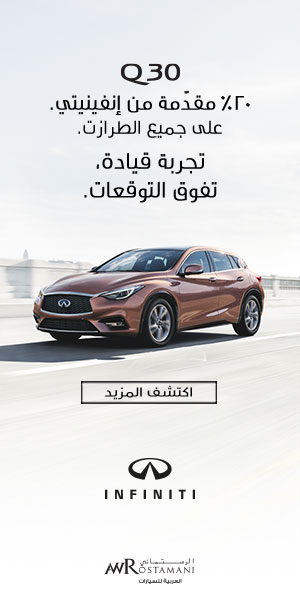 Q30
٢٠٪ مقدّمة من إنفينيتي.
على جميع الطرازت.
تجربة قيادة،
تفوق التوقعات.
اكتشف المزيد
INFINITI
الرستماني
AWROSTAMANI
العربية للسيارات